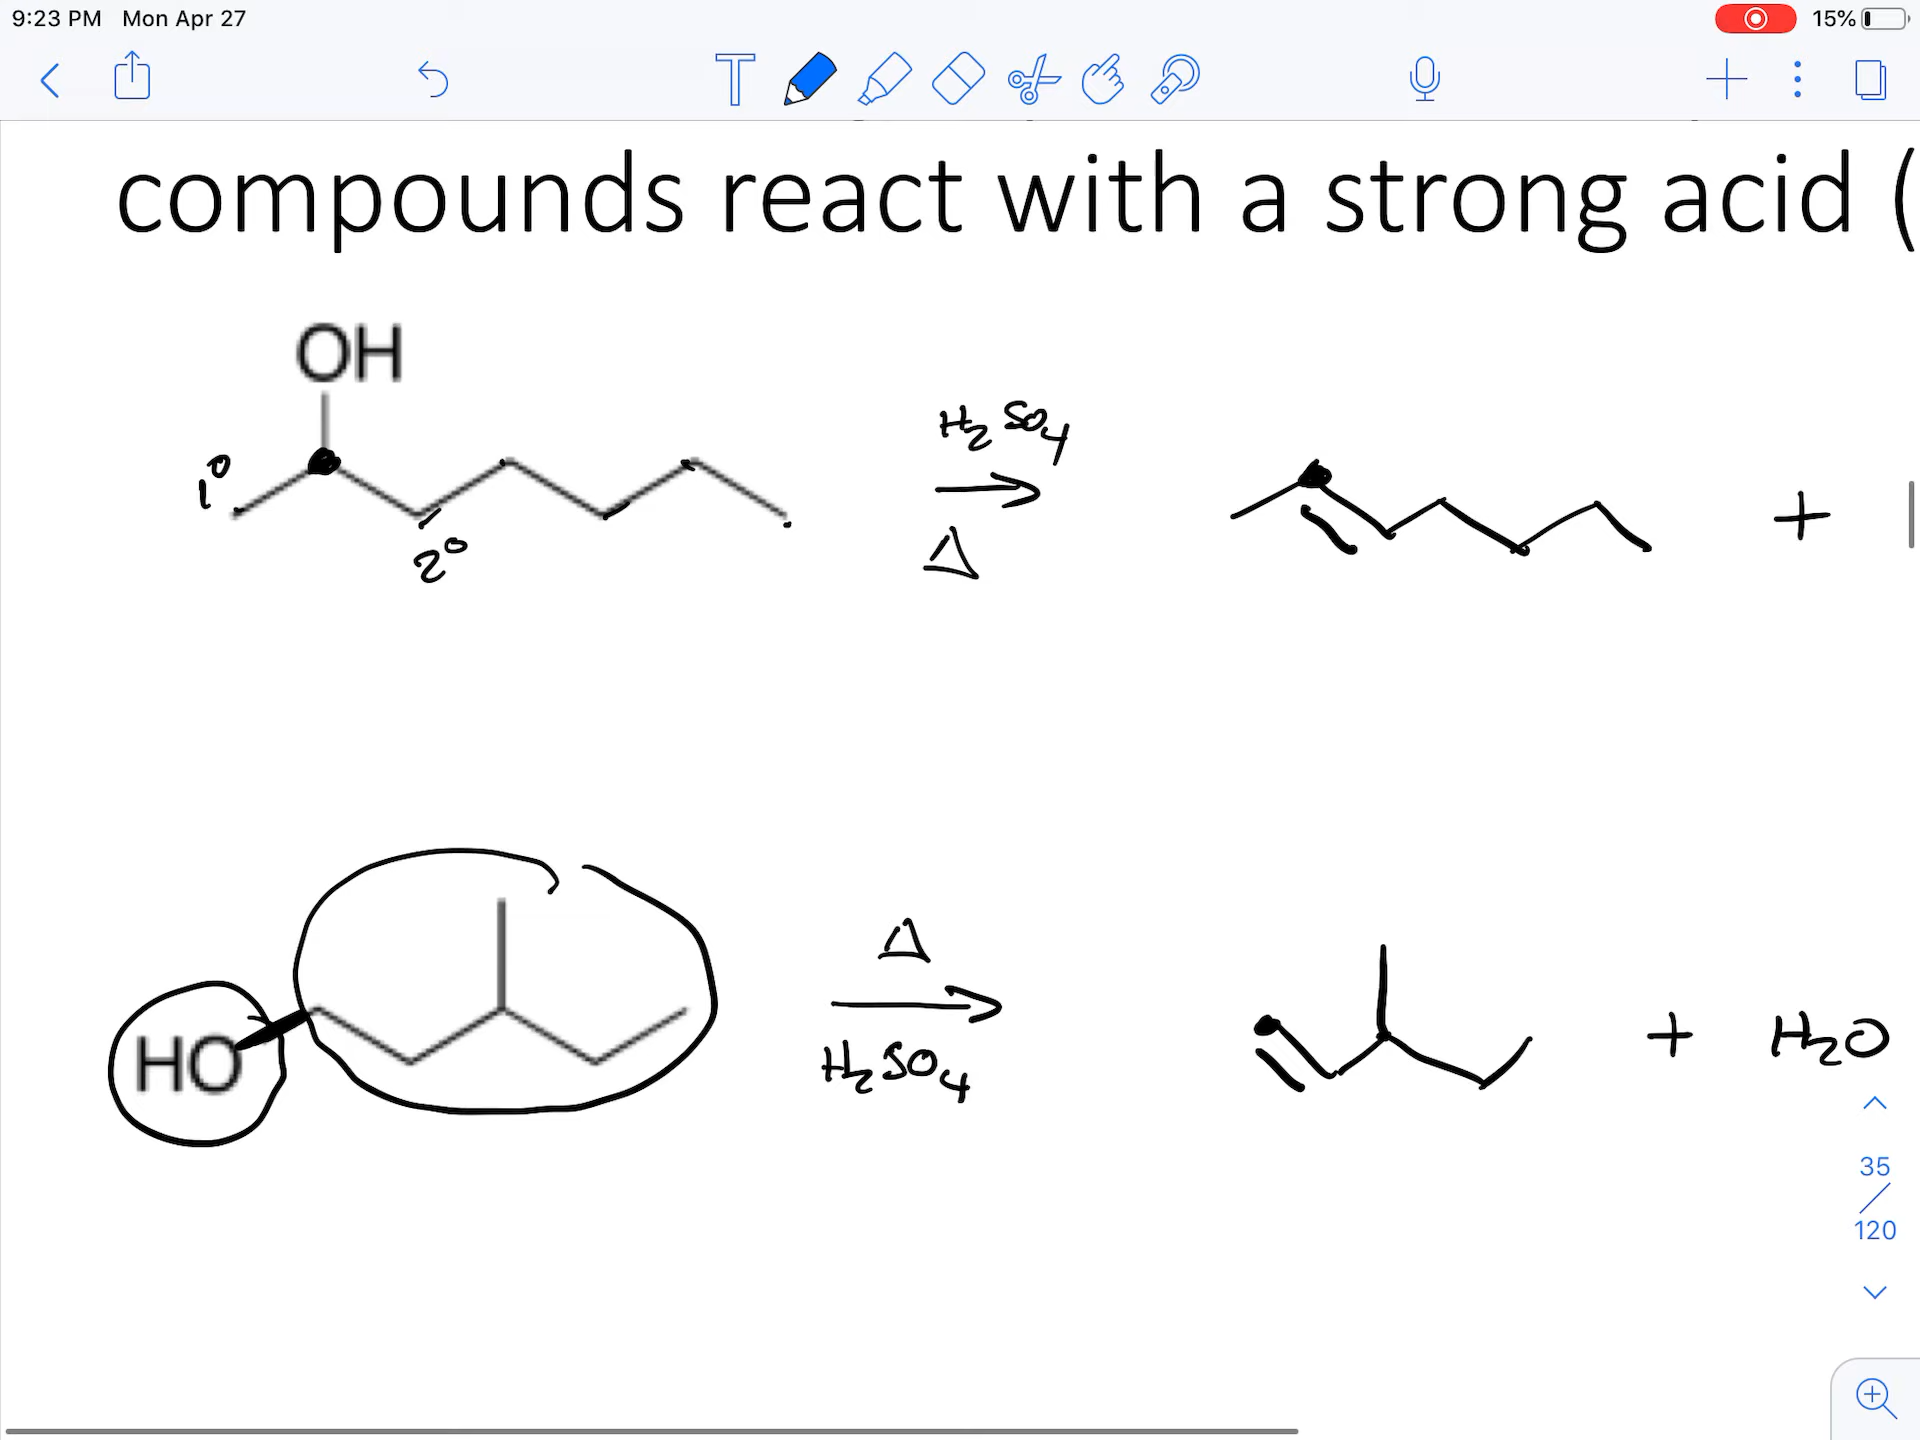 9:23 PM Mon Apr 27
15%
T
compounds react with a strong acid (
OH
1°
2°
H₂SO₄
Δ
+
HO
Δ
H₂SO₄
+ H₂O
35
/
120